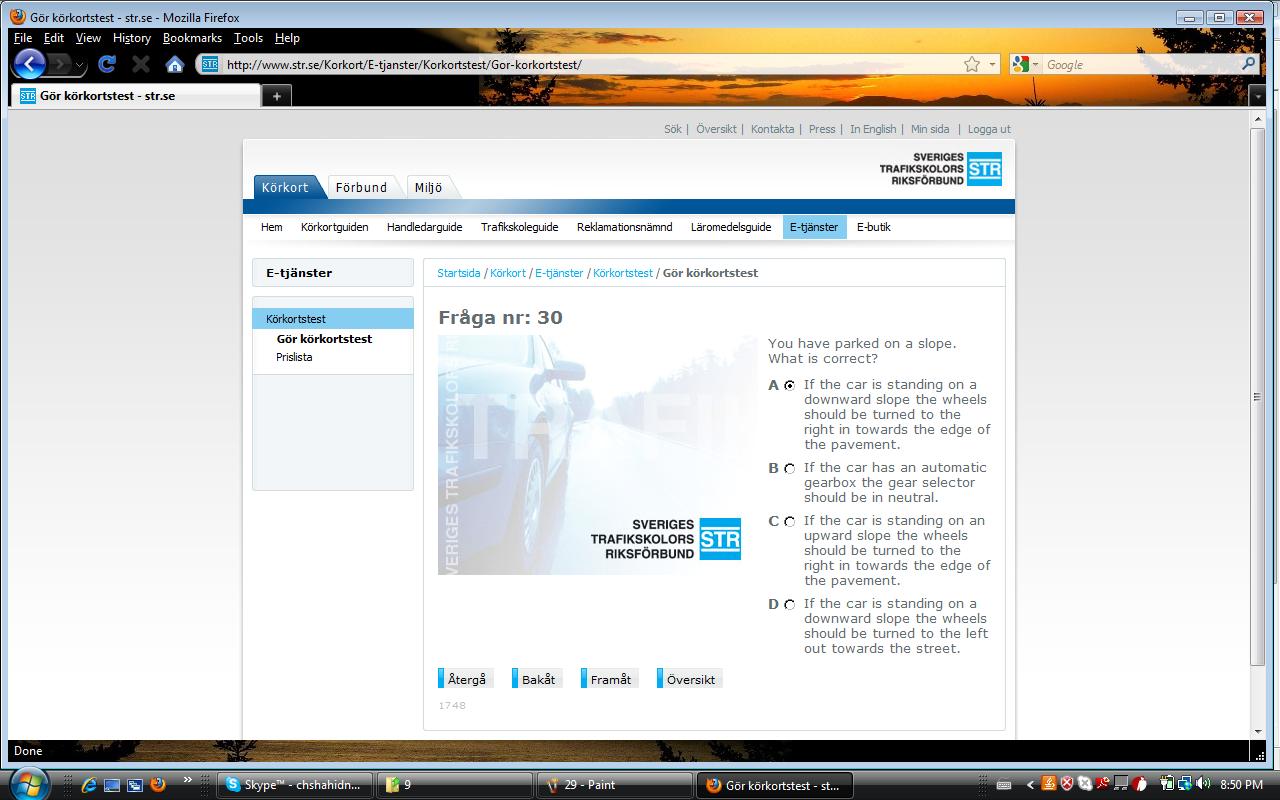 Gör körkortstest - str.se - Mozilla Firefox
File Edit View History Bookmarks Tools Help
http://www.str.se/Korkort/E-tjanster/Korkortstest/Gor-korkortstest/
Google
STR Gör körkortstest - str.se
Sök | Översikt | Kontakta | Press | In English | Min sida | Logga ut
SVERIGES
TRAFIKSKOLORS
RIKSFÖRBUND
STR
Körkort Förbund Miljö
Hem Körkortguiden Handledarguide Trafikskoleguide Reklamationsnämnd Läromedelsguide E-tjänster E-butik
E-tjänster
Körkortstest
Gör körkortstest
Prislista
Startsida / Körkort / E-tjänster / Körkortstest / Gör körkortstest
Fråga nr: 30
VERIGES TRAFIKSKOLORS RI
TRAFI
SVERIGES
TRAFIKSKOLORS
RIKSFÖRBUND
STR
You have parked on a slope.
What is correct?
A If the car is standing on a
downward slope the wheels
should be turned to the
right in towards the edge of
the pavement.
B If the car has an automatic
gearbox the gear selector
should be in neutral.
C If the car is standing on an
upward slope the wheels
should be turned to the
right in towards the edge of
the pavement.
D If the car is standing on a
downward slope the wheels
should be turned to the left
out towards the street.
Återgå Bakåt Framåt Översikt
1748
Done
Skype™ - chshahidn... 9 29 - Paint Gör körkortstest - st... 8:50 PM